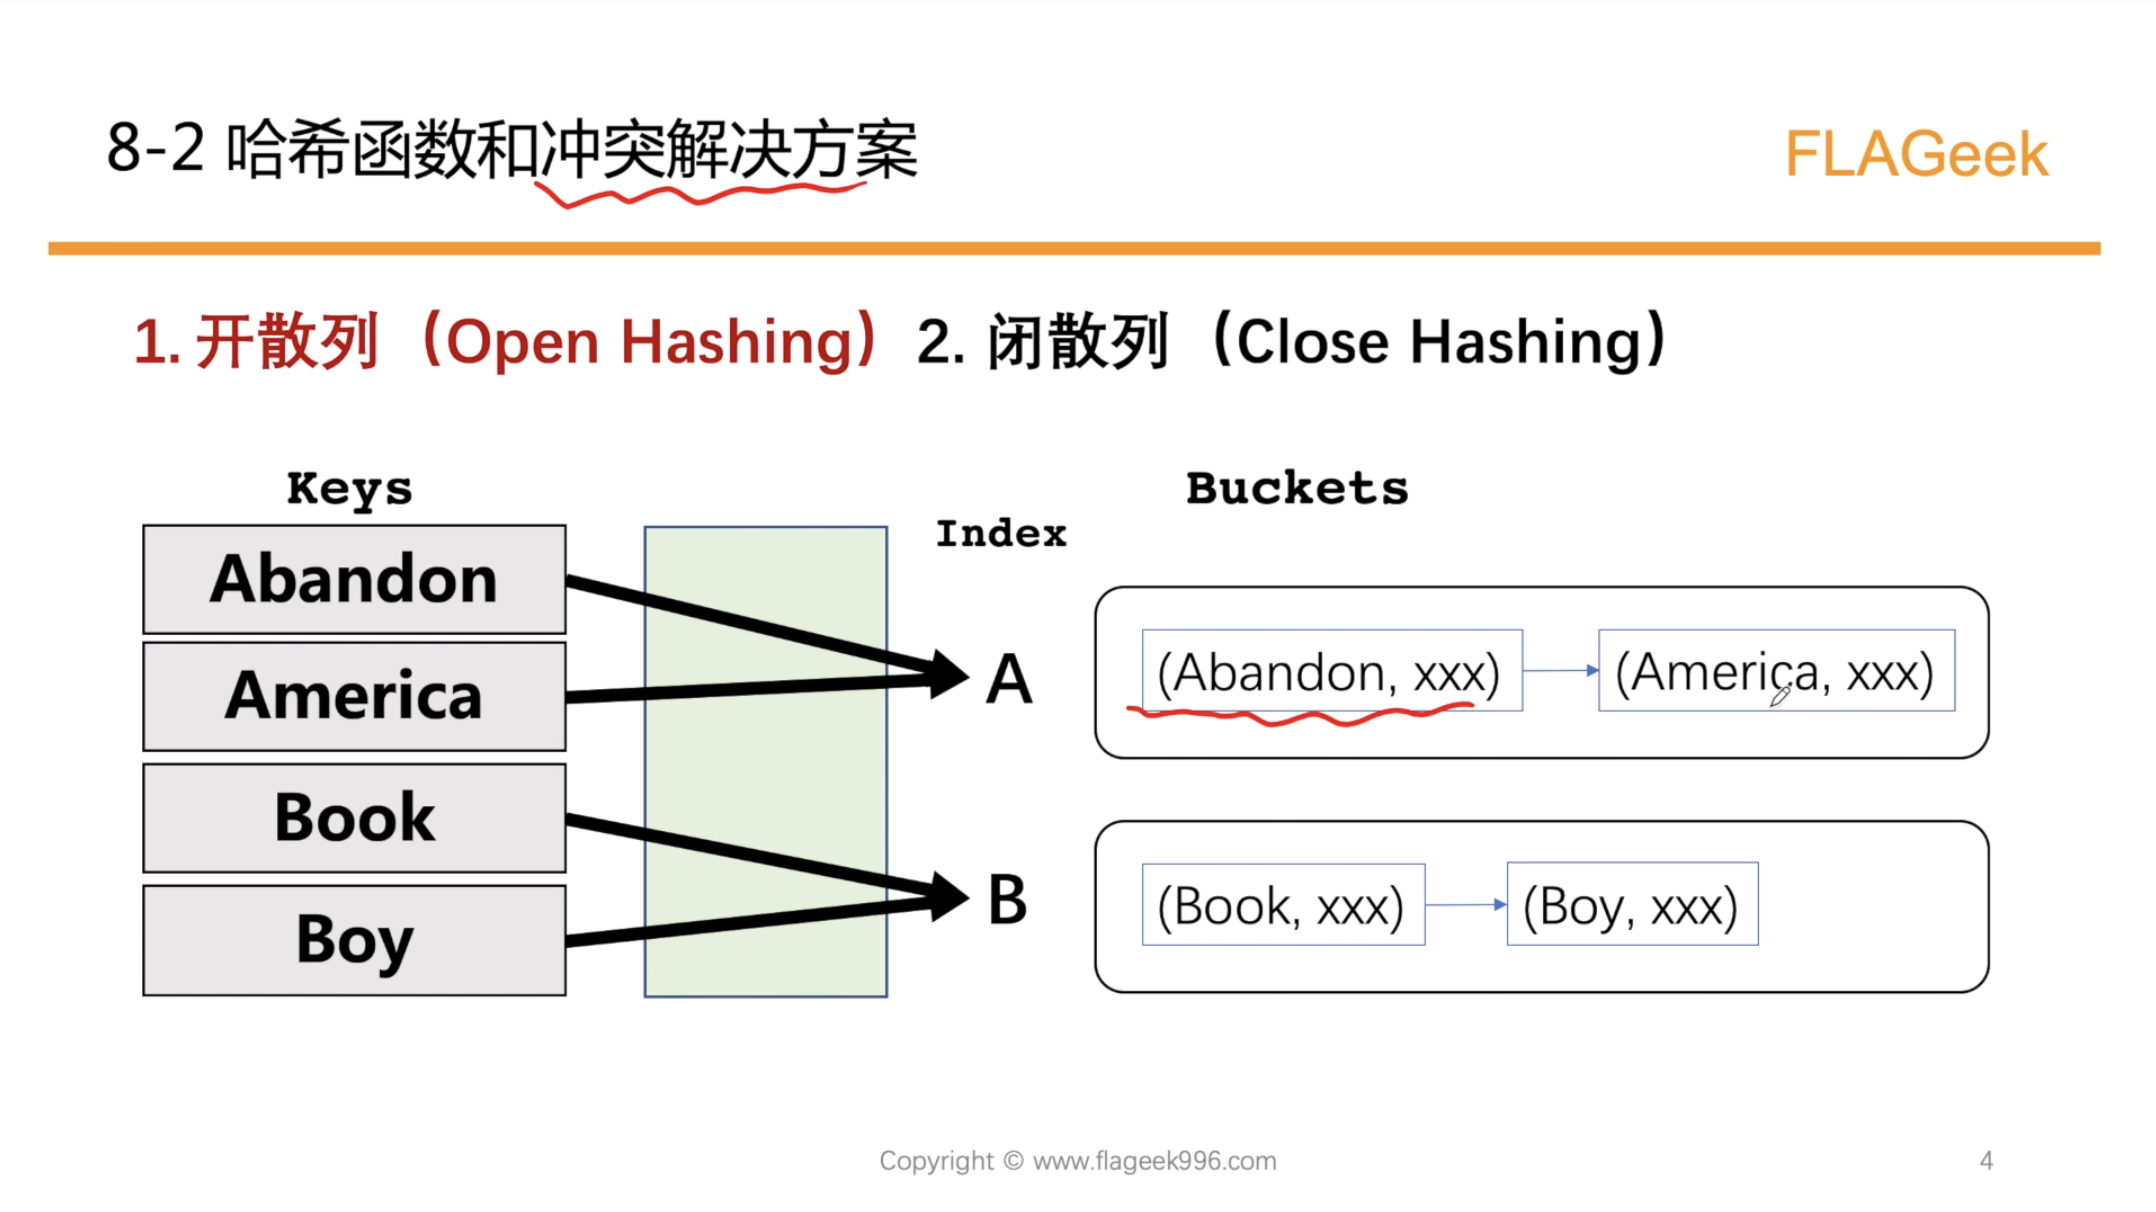 8-2 哈希函数和冲突解决方案
FLAGeek
1. 开散列（Open Hashing）2. 闭散列（Close Hashing）
Keys
Buckets
Index
Abandon
America
Book
Boy
A
(Abandon, xxx)
(America, xxx)
B
(Book, xxx)
(Boy, xxx)
Copyright © www.flageek996.com
4